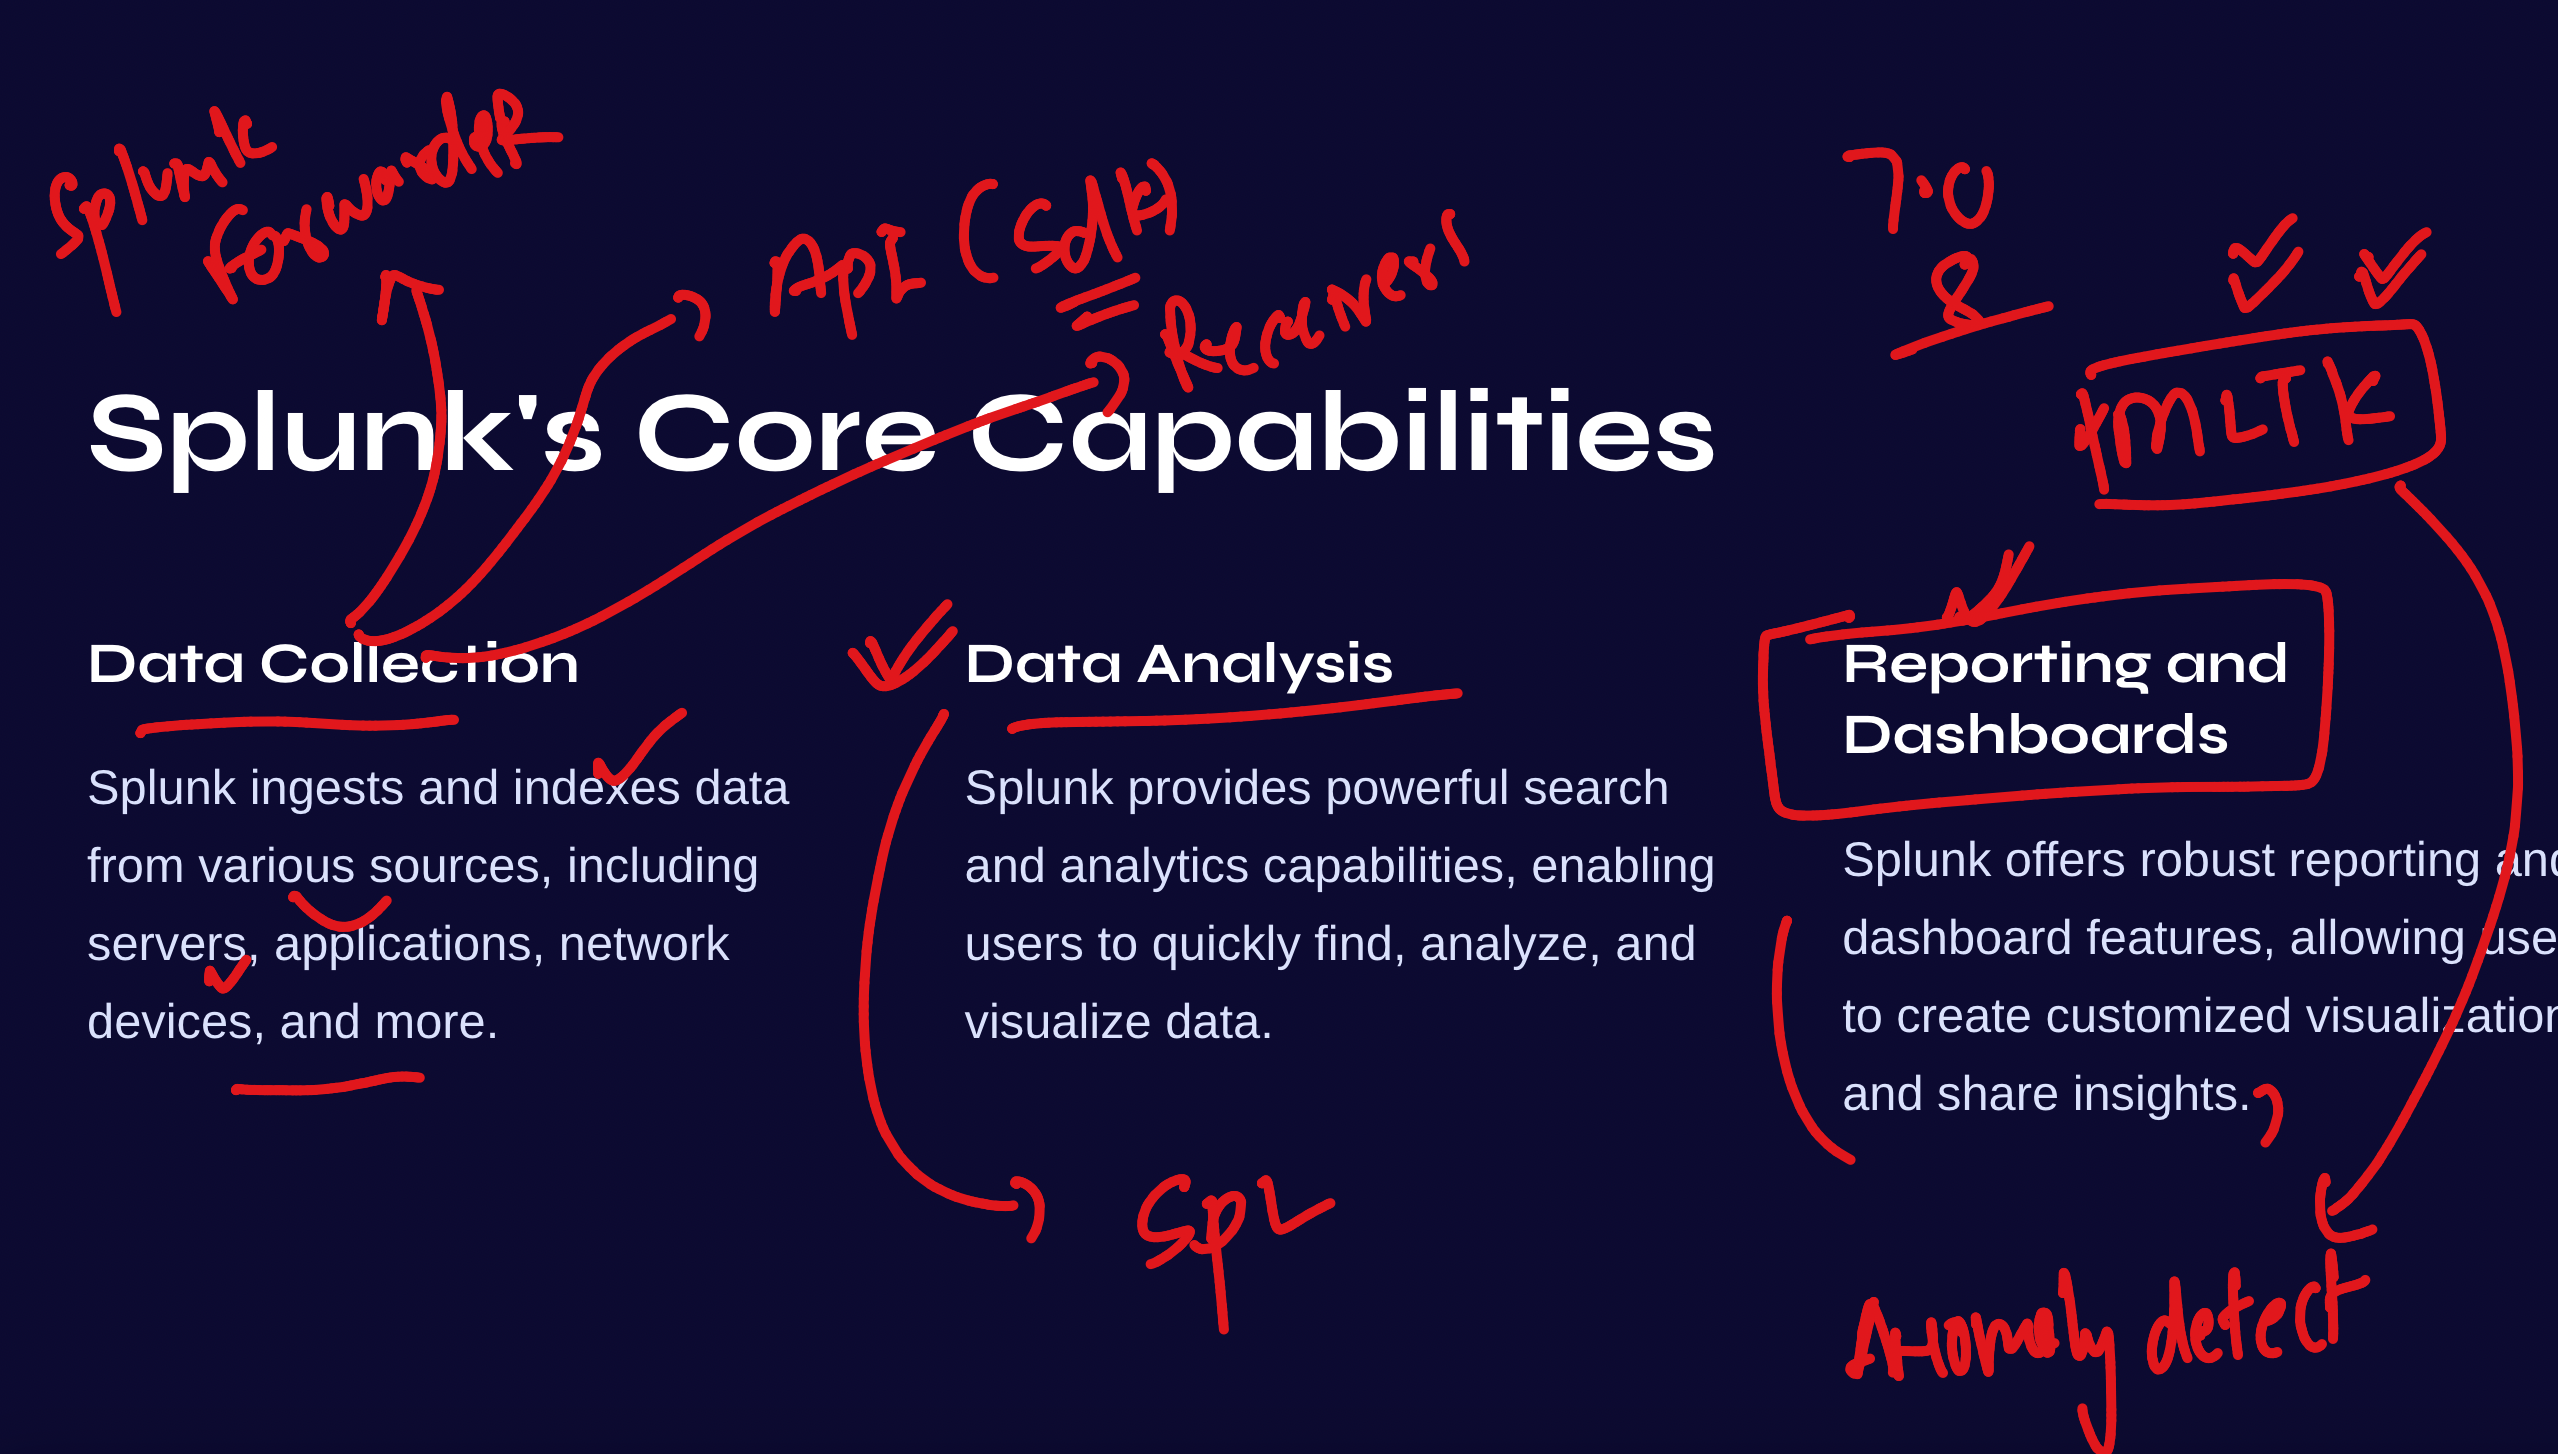 Splunk
Forwarder
ApI (Sdk)
Receiver
7.0
8
MLTK
Splunk's Core Capabilities
Data Collection
Splunk ingests and indexes data
from various sources, including
servers, applications, network
devices, and more.
Data Analysis
Splunk provides powerful search
and analytics capabilities, enabling
users to quickly find, analyze, and
visualize data.
SpL
Reporting and
Dashboards
Splunk offers robust reporting and
dashboard features, allowing use
to create customized visualization
and share insights.
Anomaly detect